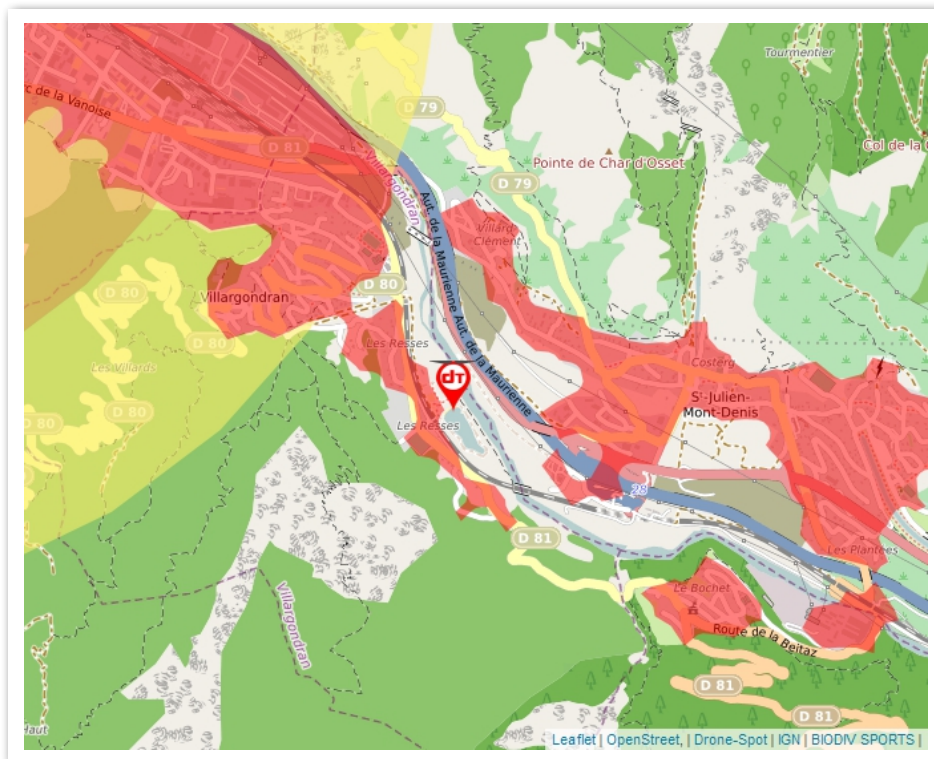 Tourmentier
D 79
rc de la Vanoise
D 81
Villargondran
Pointe de Char d'Osset
Col de la
D 79
Aut. de la Maurienne Aut. de la Maurienne
Villard-
Clément
D 80
D 80
Villargondran
D 80
Les Resses
Les Villards
Costerg
dT
St-Julien-
Mont-Denis
D 80
80
Les Resses
28
D 81
Les Plantées
Le Bochet
Villargondran
Route de la Beitaz
D 81
D 81
Haut
Leaflet | OpenStreet, | Drone-Spot | IGN | BIODIV SPORTS |